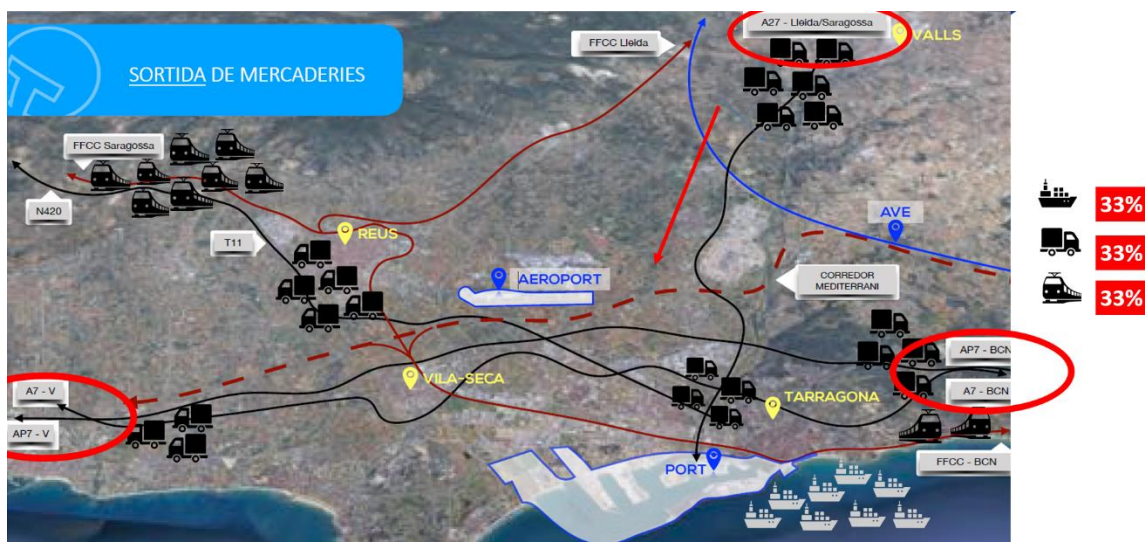 A27 - Lleida/Saragossa
VALLS
FFCC Lleida
SORTIDA DE MERCADERIES
FFCC Saragossa
N420
T11
REUS
AVE
AEROPORT
CORREDOR
MEDITERRANI
33%
33%
33%
AP7 - BCN
A7 - BCN
A7 - V
AP7 - V
VILA-SECA
TARRAGONA
PORT
FFCC - BCN